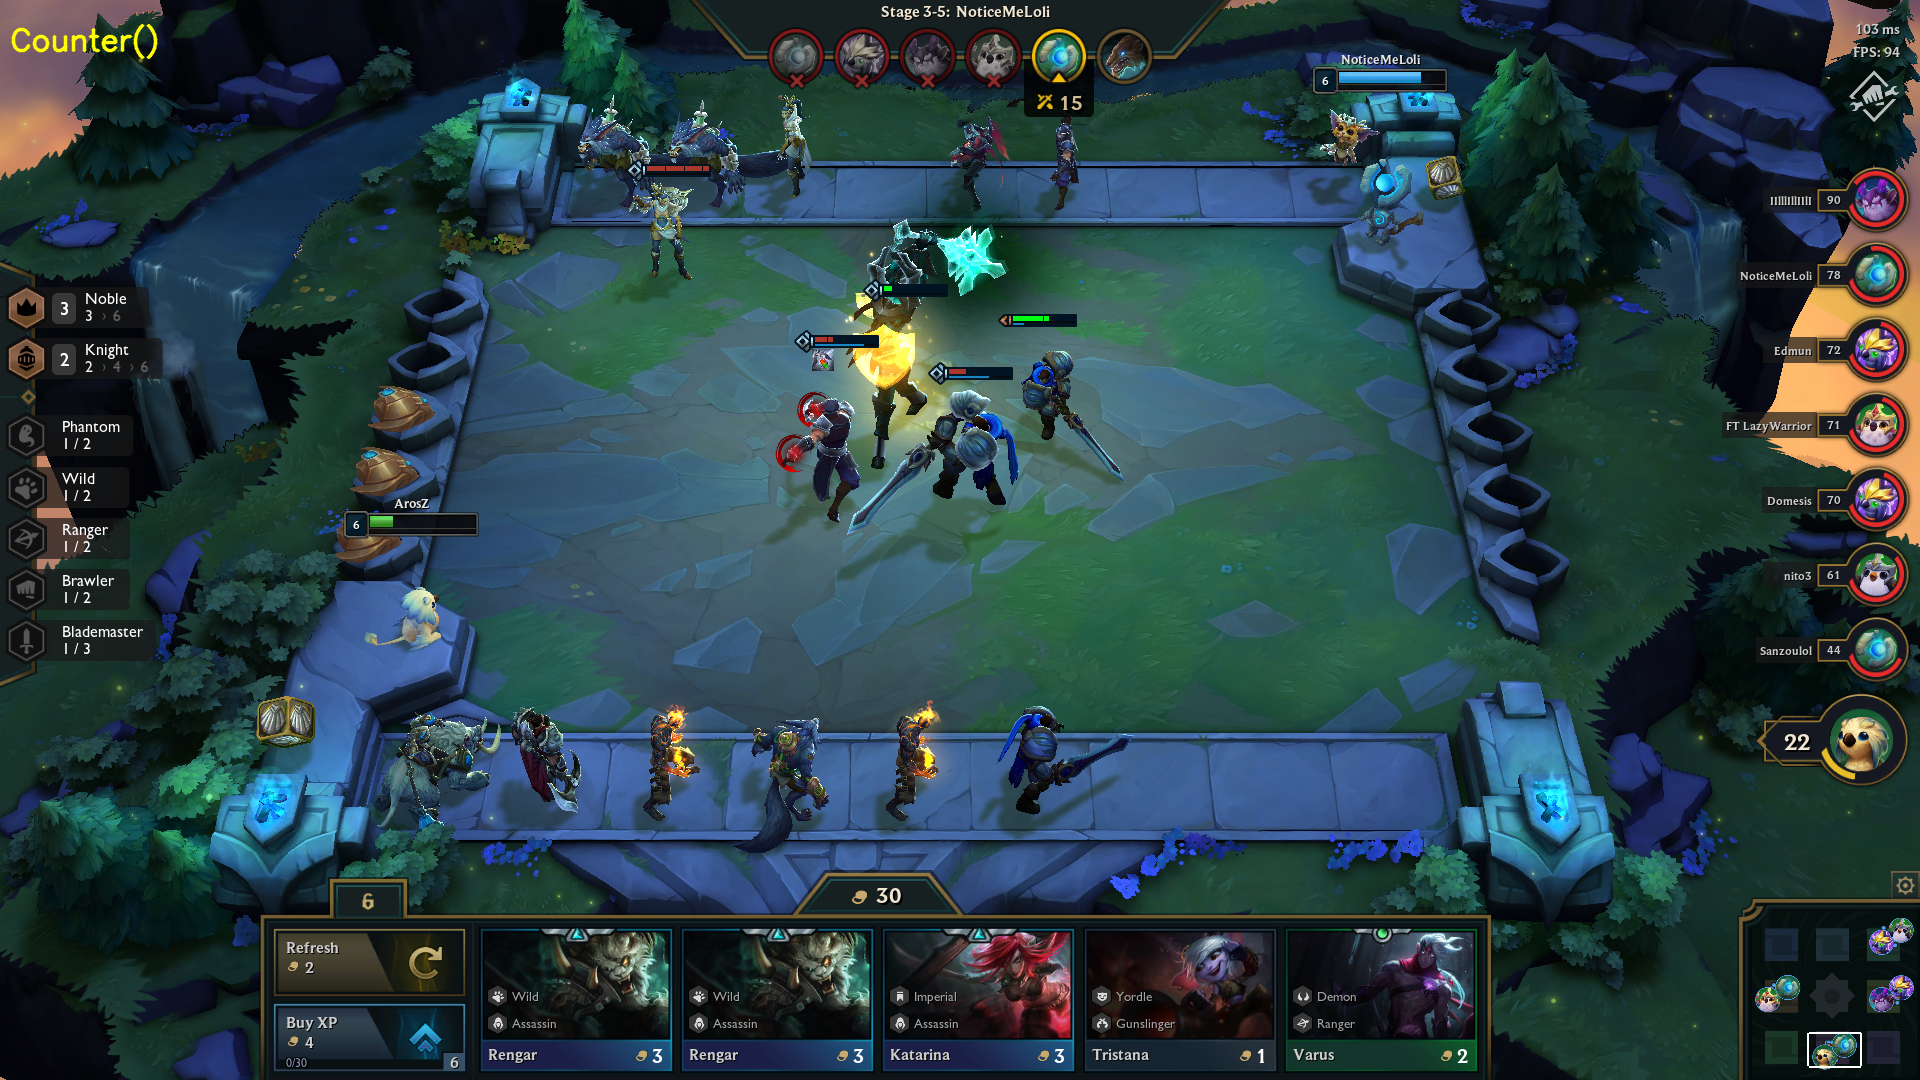 Stage 3-5: NoticeMeLoli
Counter()
103 ms
FPS: 94
15
NoticeMeLoli
6
90
NoticeMeLoli 78
Edmun 72
FT LazyWarrior 71
Domesis 70
nito3 61
Sanzoulol 44
22
3 Noble
3 › 6
2 Knight
2 › 4 › 6
Phantom
1 / 2
Wild
1 / 2
Ranger
1 / 2
Brawler
1 / 2
Blademaster
1 / 3
ArosZ
6
6
30
Refresh
2
Buy XP
4
0/30
6
Wild
Assassin
Rengar 3
Wild
Assassin
Rengar 3
Imperial
Assassin
Katarina 3
Yordle
Gunslinger
Tristana 1
Demon
Ranger
Varus 2